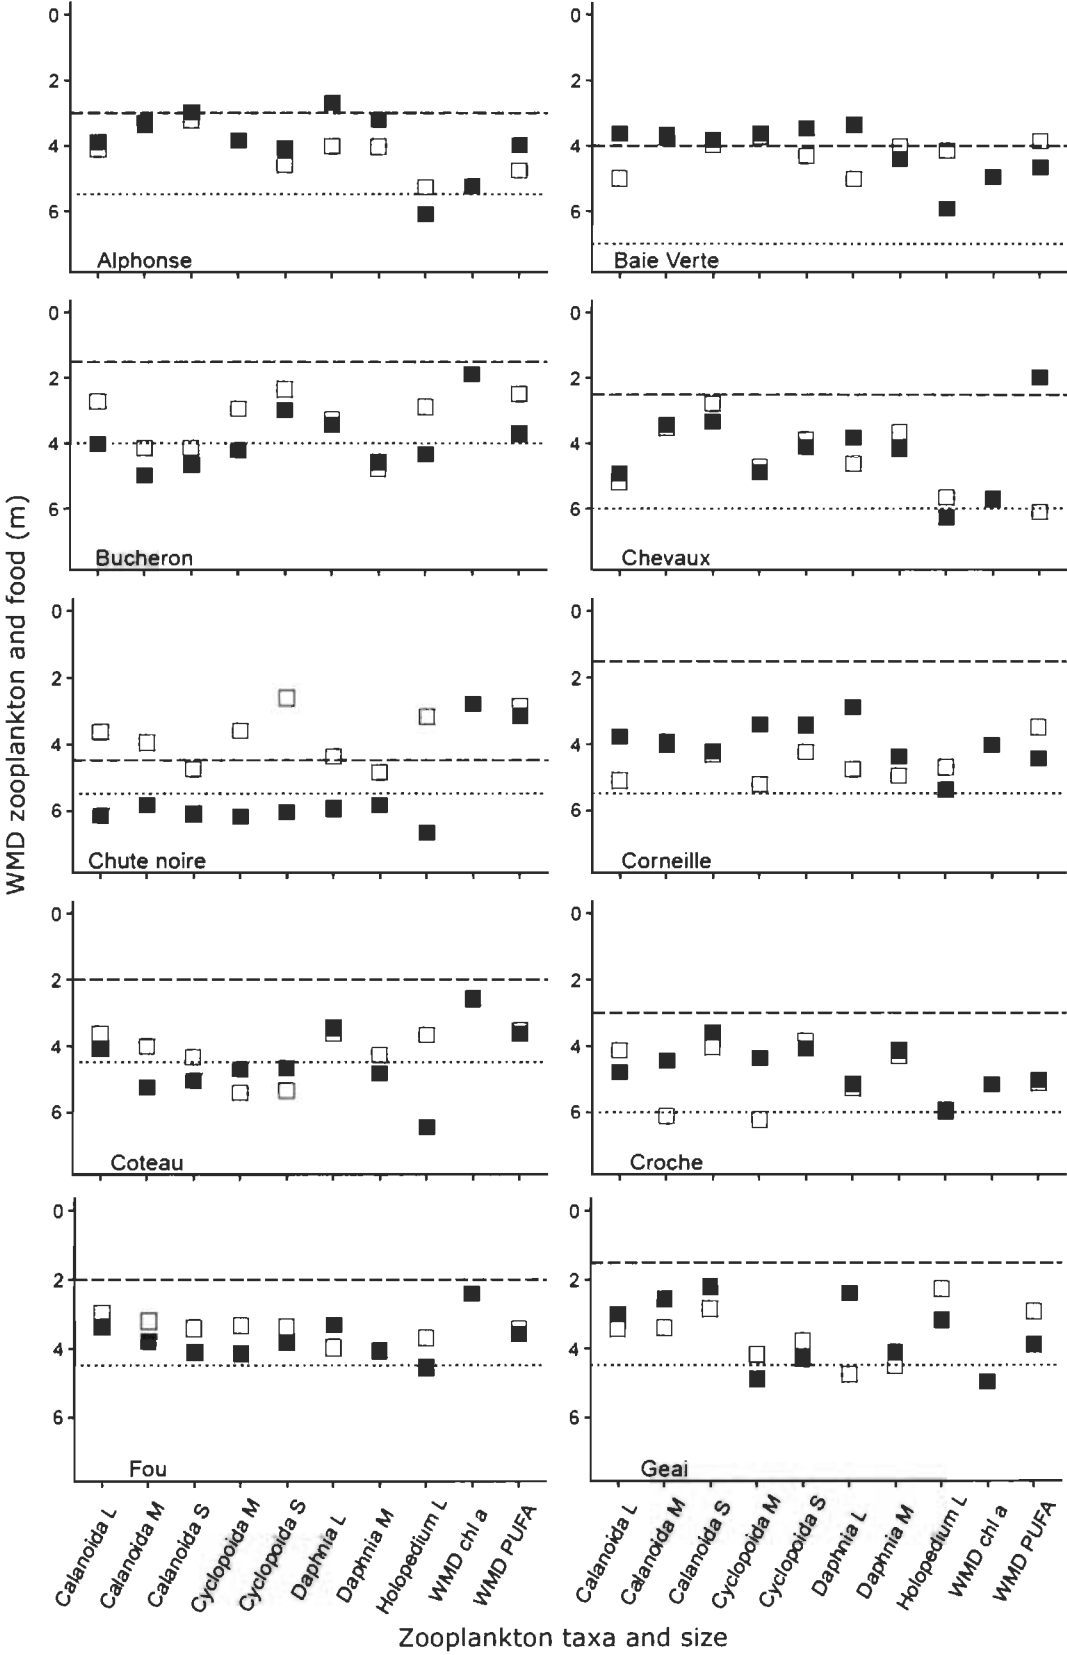 WMD zooplankton and food (m)
0
2
4
6
Alphonse
0
2
4
6
Baie Verte
0
2
4
6
Bucheron
0
2
4
6
Chevaux
0
2
4
6
Chute noire
0
2
4
6
Corneille
0
2
4
6
Coteau
0
2
4
6
Croche
0
2
4
6
Fou
0
2
4
6
Geai
Calanoida L
Calanoida M
Calanoida S
Cyclopoida M
Cyclopoida S
Daphnia L
Daphnia M
Holopedium L
WMD chl a
WMD PUFA
Calanoida L
Calanoida M
Calanoida S
Cyclopoida M
Cyclopoida S
Daphnia L
Daphnia M
Holopedium L
WMD chl a
WMD PUFA
Zooplankton taxa and size